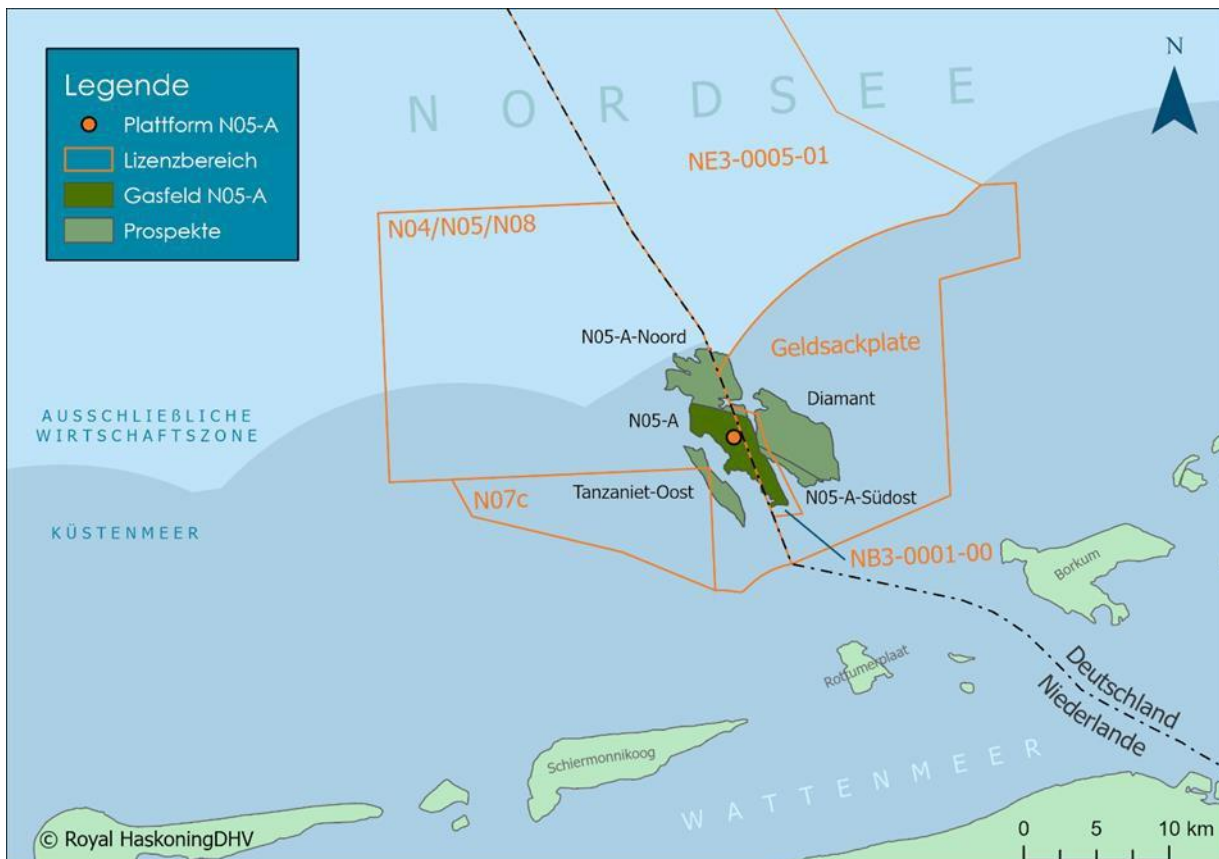 Legende
Plattform N05-A
Lizenzbereich
Gasfeld N05-A
Prospekte
N
NORDSEE
NE3-0005-01
N04/N05/N08
N05-A-Noord
Geldsackplate
Diamant
N05-A
AUSSCHLIEßLICHE
WIRTSCHAFTSZONE
Tanzaniet-Oost
N05-A-Südost
N07c
KÜSTENMEER
NB3-0001-00
Borkum
Rottumerplaat
Deutschland
Niederlande
Schiermonnikoog
WATTENMEER
© Royal HaskoningDHV
0 5 10 km